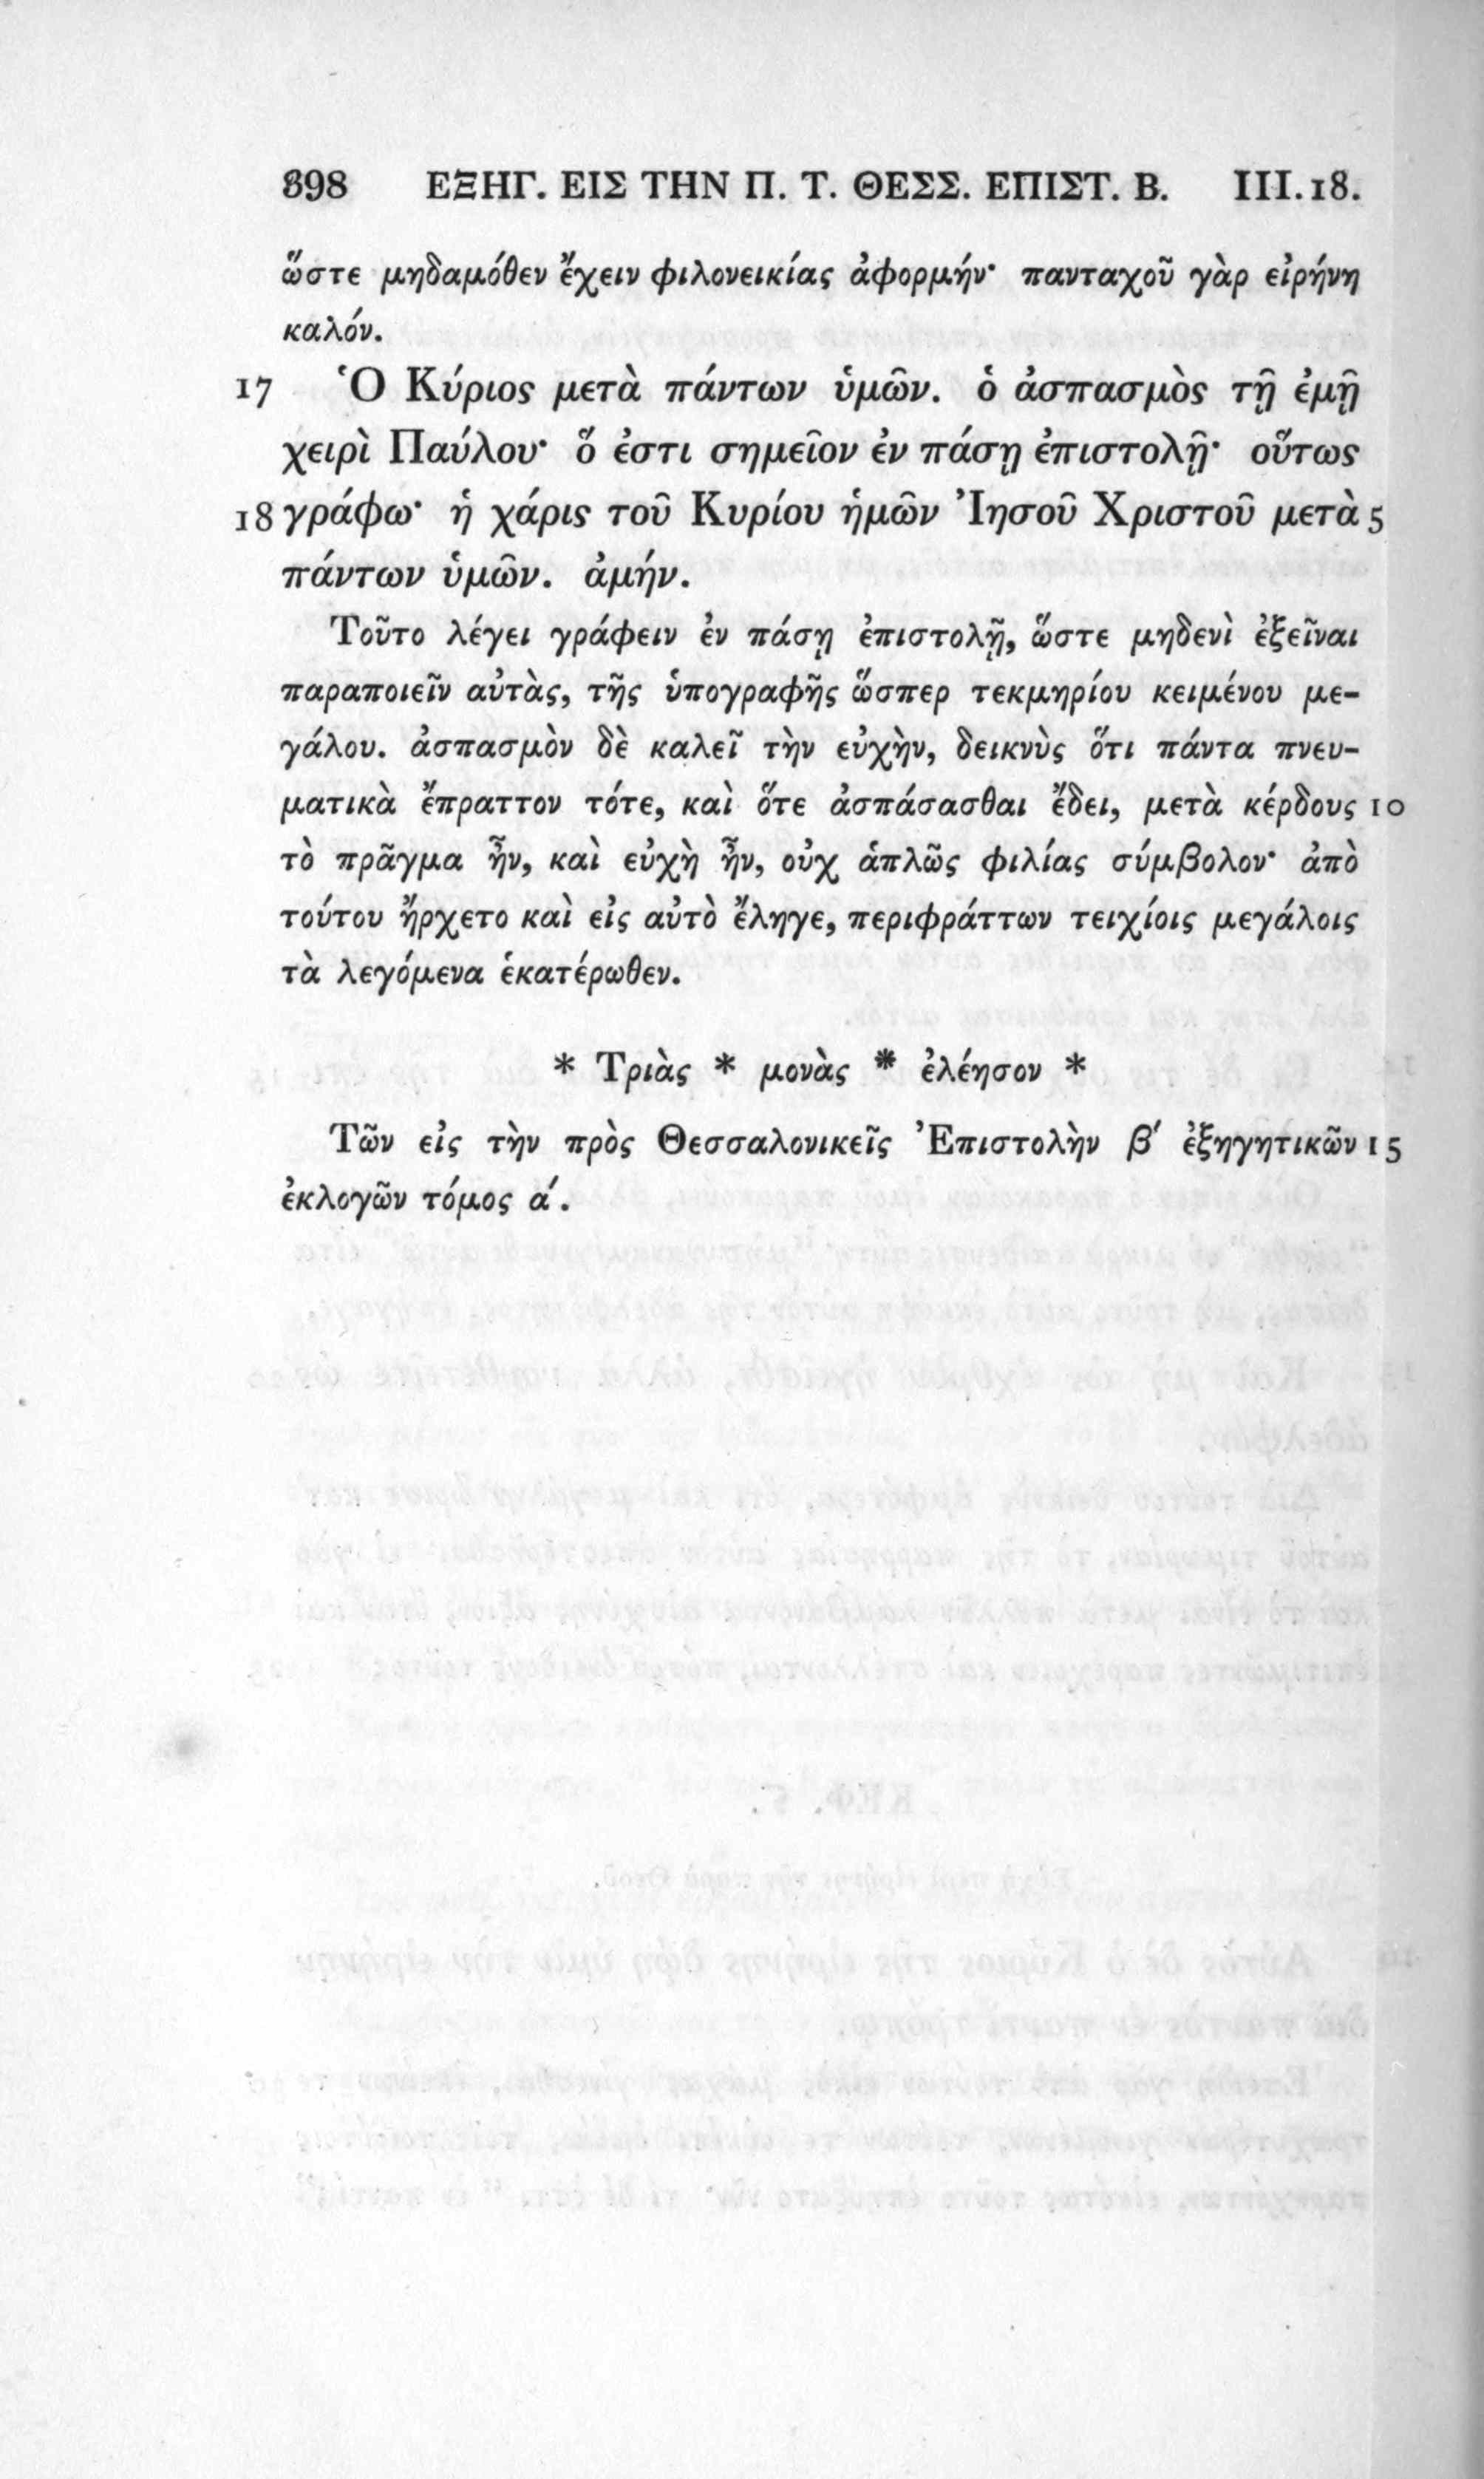 398 ΕΞΗΓ. ΕΙΣ ΤΗΝ Π. Τ. ΘΕΣΣ. ΕΠΙΣΤ. Β. III. 18.
ὥστε μηδαμόθεν ἔχειν φιλονεικίας ἀφορμήν· πανταχοῦ γὰρ εἰρήνη
καλόν.
17 Ὁ Κύριος μετὰ πάντων ὑμῶν. ὁ ἀσπασμὸς τῇ ἐμῇ
χειρὶ Παύλου· ὅ ἐστι σημεῖον ἐν πάσῃ ἐπιστολῇ· οὕτως
18 γράφω· ἡ χάρις τοῦ Κυρίου ἡμῶν Ἰησοῦ Χριστοῦ μετὰ 5
πάντων ὑμῶν. ἀμήν.
Τοῦτο λέγει γράφειν ἐν πάσῃ ἐπιστολῇ, ὥστε μηδενὶ ἐξεῖναι
παραποιεῖν αὐτὰς, τῆς ὑπογραφῆς ὥσπερ τεκμηρίου κειμένου με-
γάλου. ἀσπασμὸν δὲ καλεῖ τὴν εὐχὴν, δεικνὺς ὅτι πάντα πνευ-
ματικὰ ἔπραττον τότε, καὶ ὅτε ἀσπάσασθαι ἔδει, μετὰ κέρδους 10
τὸ πρᾶγμα ἦν, καὶ εὐχὴ ἦν, οὐχ ἁπλῶς φιλίας σύμβολον· ἀπὸ
τούτου ἤρχετο καὶ εἰς αὐτὸ ἔληγε, περιφράττων τειχίοις μεγάλοις
τὰ λεγόμενα ἑκατέρωθεν.
* Τριὰς * μονὰς * ἐλέησον *
Τῶν εἰς τὴν πρὸς Θεσσαλονικεῖς Ἐπιστολὴν β΄ ἐξηγητικῶν 15
ἐκλογῶν τόμος α΄.